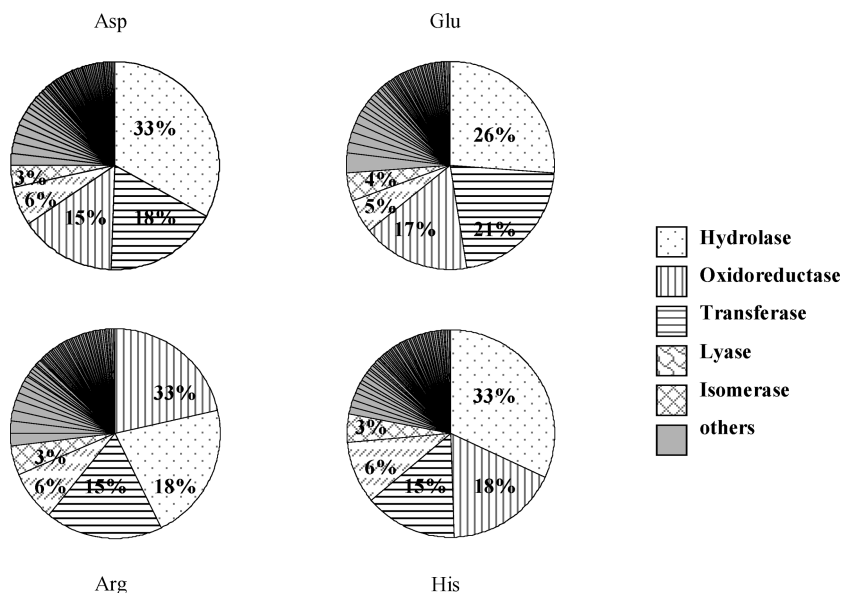 Asp
Glu
33%
18%
15%
6%
3%
26%
21%
17%
5%
4%
Hydrolase
Oxidoreductase
Transferase
Lyase
Isomerase
others
33%
18%
15%
6%
3%
33%
18%
15%
6%
3%
Arg
His